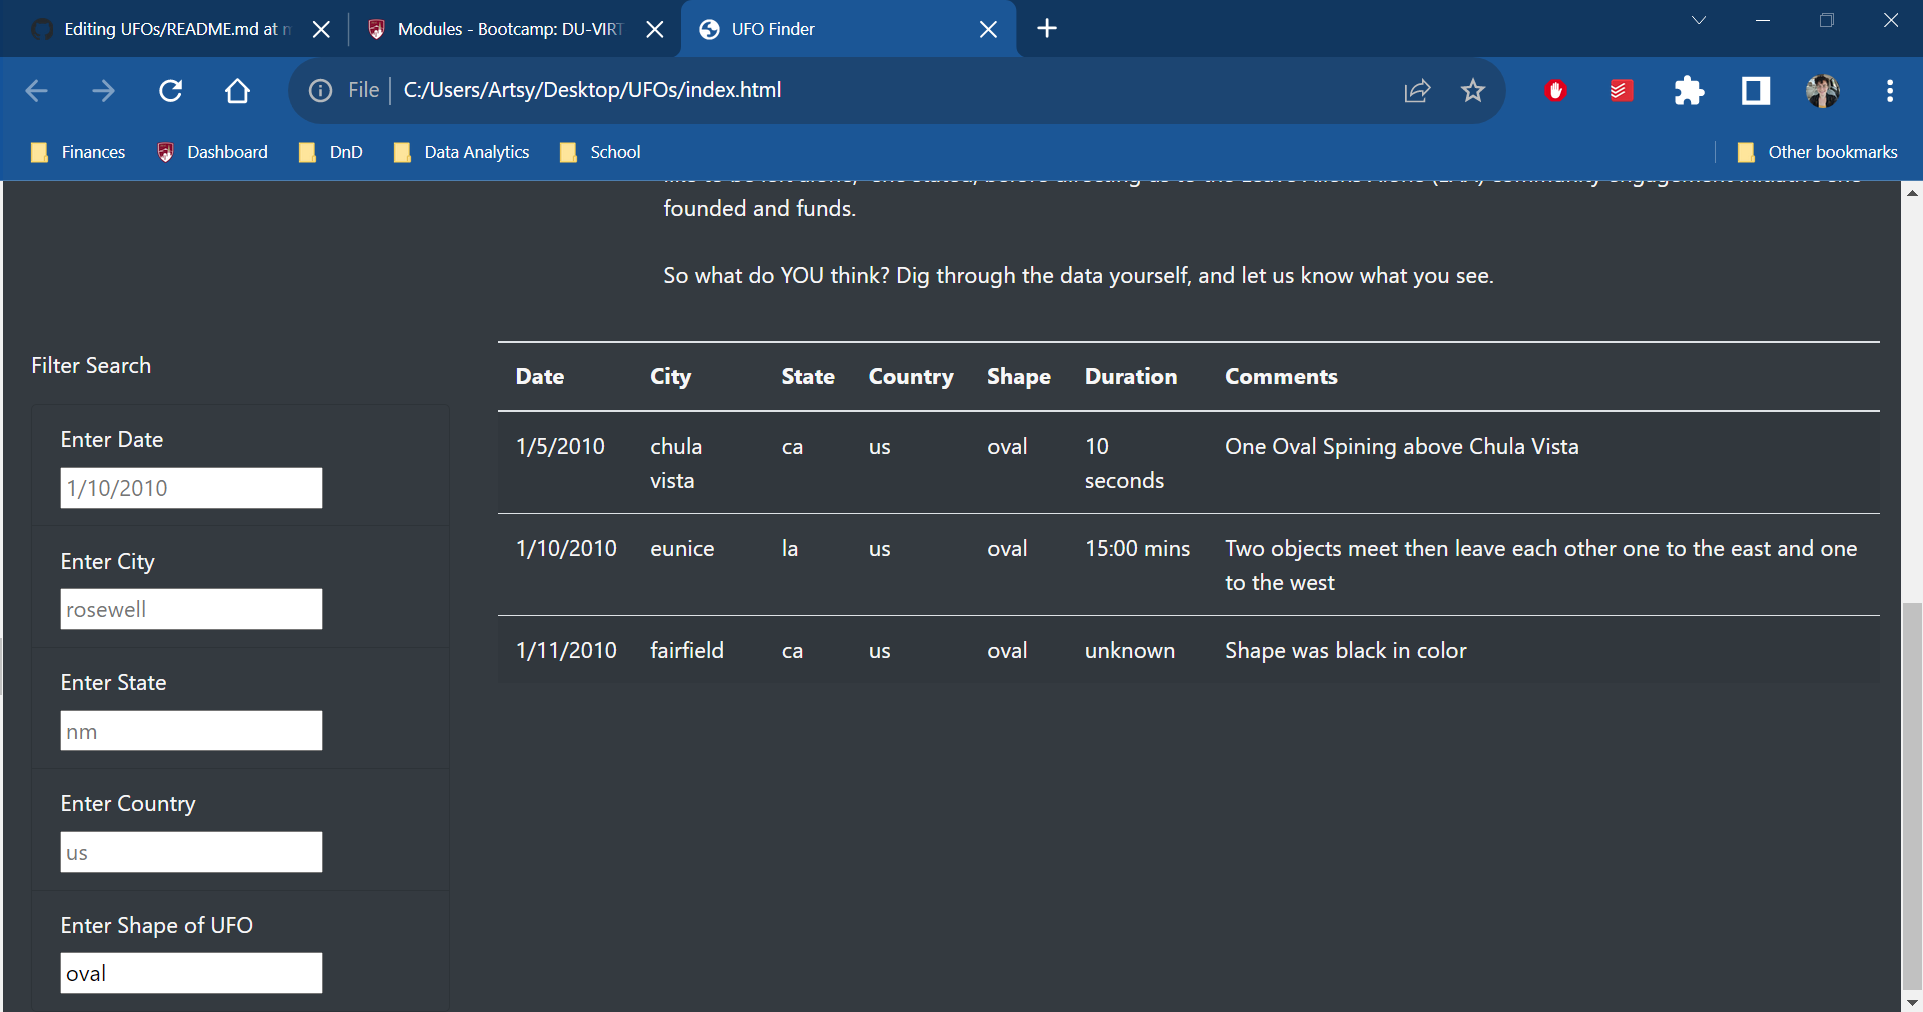 Editing UFOs/README.md at m
Modules - Bootcamp: DU-VIRT
UFO Finder
File
C:/Users/Artsy/Desktop/UFOs/index.html
Finances
Dashboard
DnD
Data Analytics
School
Other bookmarks
founded and funds.
So what do YOU think? Dig through the data yourself, and let us know what you see.
Filter Search
Enter Date
1/10/2010
Enter City
rosewell
Enter State
nm
Enter Country
us
Enter Shape of UFO
oval
Date City State Country Shape Duration Comments
1/5/2010 chula ca us oval 10 One Oval Spining above Chula Vista
vista seconds
1/10/2010 eunice la us oval 15:00 mins Two objects meet then leave each other one to the east and one
to the west
1/11/2010 fairfield ca us oval unknown Shape was black in color